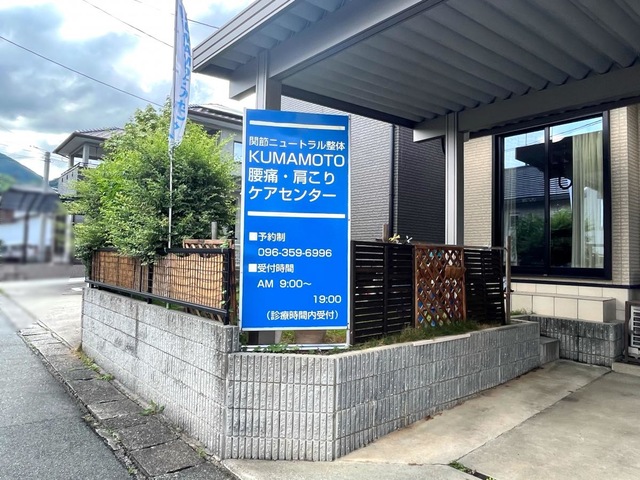 関節ニュートラル整体
KUMAMOTO
腰痛・肩こり
ケアセンター
■予約制
096-359-6996
■受付時間
AM 9:00〜
19:00
（診療時間内受付）